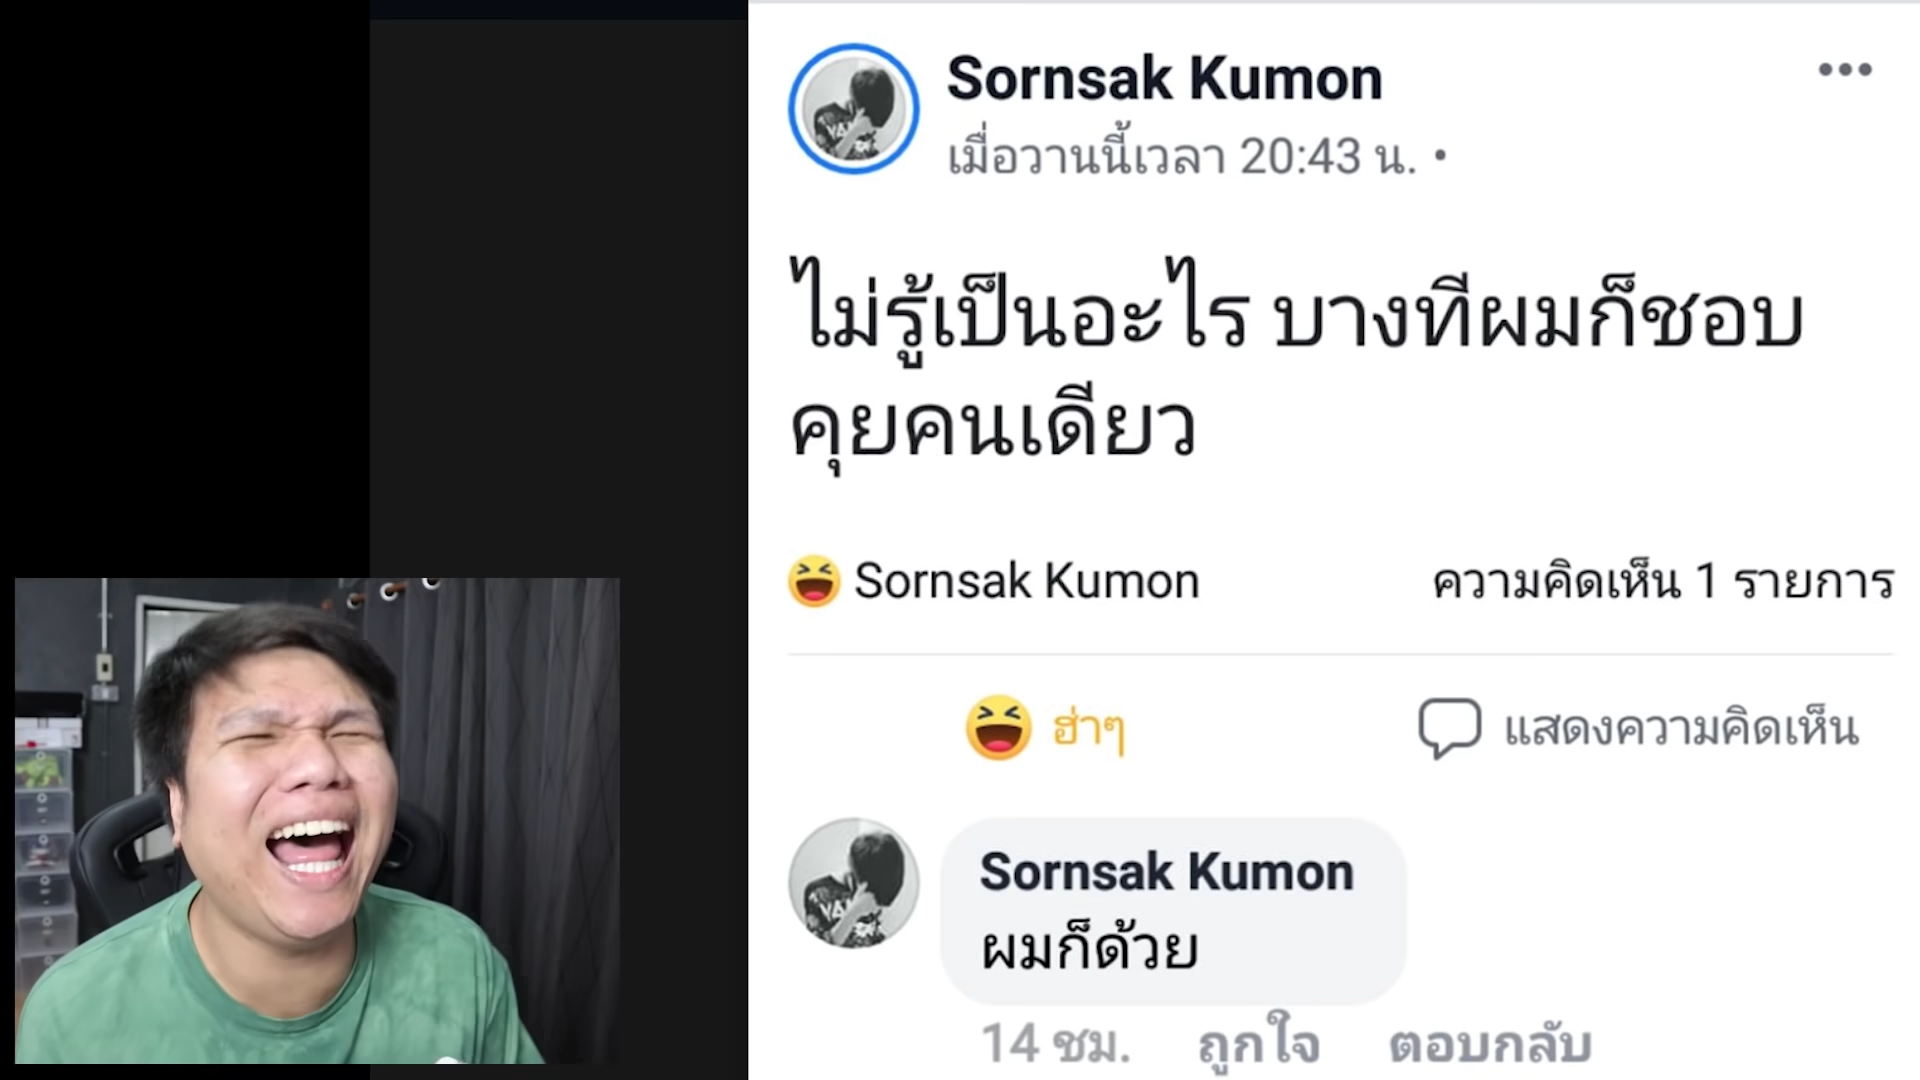 Sornsak Kumon
เมื่อวานนี้เวลา 20:43 น. •
ไม่รู้เป็นอะไร บางทีผมก็ชอบ
คุยคนเดียว
Sornsak Kumon
ความคิดเห็น 1 รายการ
ฮ่าๆ
แสดงความคิดเห็น
Sornsak Kumon
ผมก็ด้วย
14 ชม. ถูกใจ ตอบกลับ